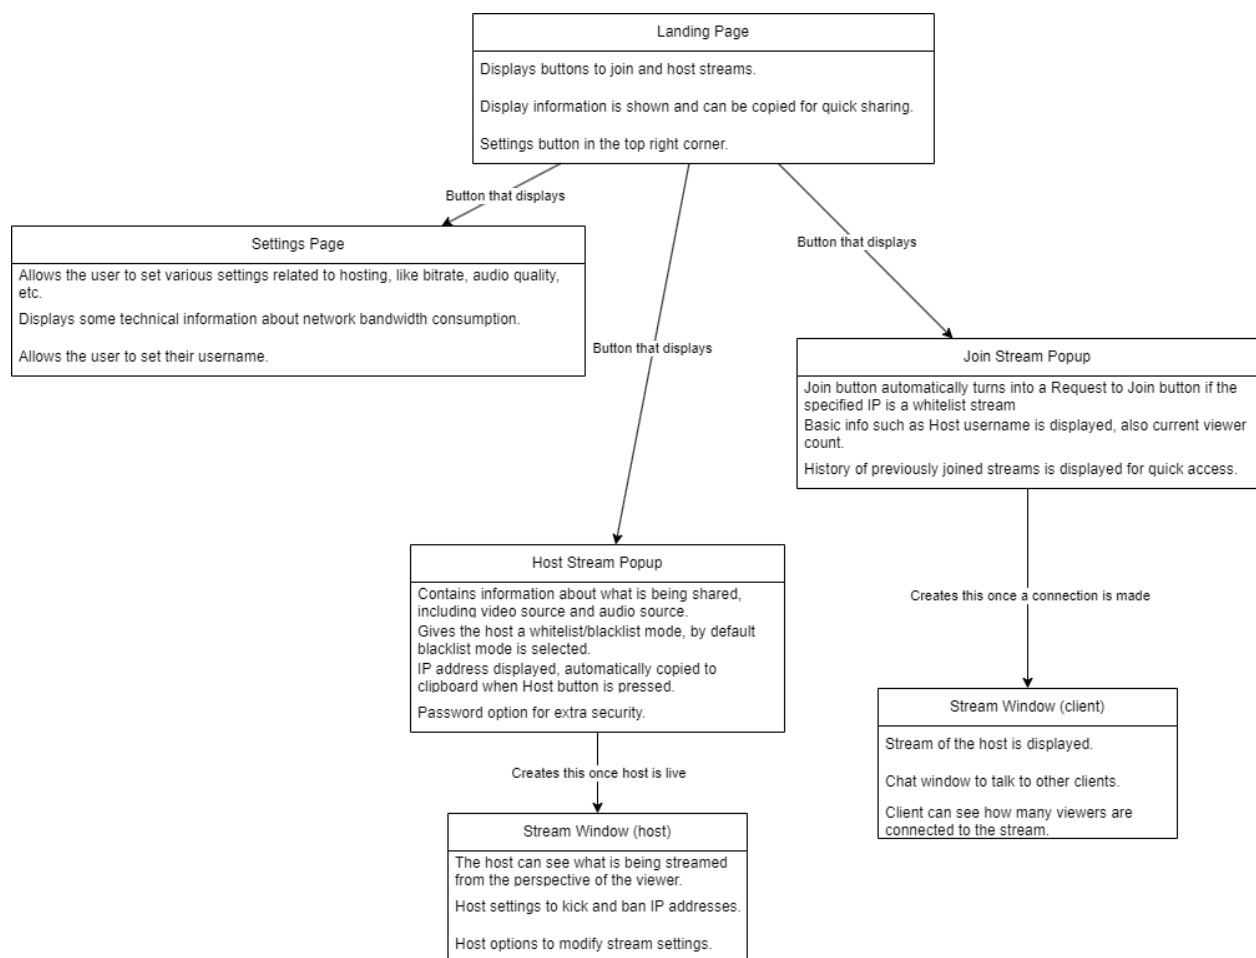 Landing Page
Displays buttons to join and host streams.
Display information is shown and can be copied for quick sharing.
Settings button in the top right corner.
Button that displays
Settings Page
Allows the user to set various settings related to hosting, like bitrate, audio quality,
etc.
Displays some technical information about network bandwidth consumption.
Allows the user to set their username.
Button that displays
Button that displays
Join Stream Popup
Join button automatically turns into a Request to Join button if the
specified IP is a whitelist stream
Basic info such as Host username is displayed, also current viewer
count.
History of previously joined streams is displayed for quick access.
Host Stream Popup
Contains information about what is being shared,
including video source and audio source.
Gives the host a whitelist/blacklist mode, by default
blacklist mode is selected.
IP address displayed, automatically copied to
clipboard when Host button is pressed.
Password option for extra security.
Creates this once a connection is made
Stream Window (client)
Stream of the host is displayed.
Chat window to talk to other clients.
Client can see how many viewers are
connected to the stream.
Creates this once host is live
Stream Window (host)
The host can see what is being streamed
from the perspective of the viewer.
Host settings to kick and ban IP addresses.
Host options to modify stream settings.